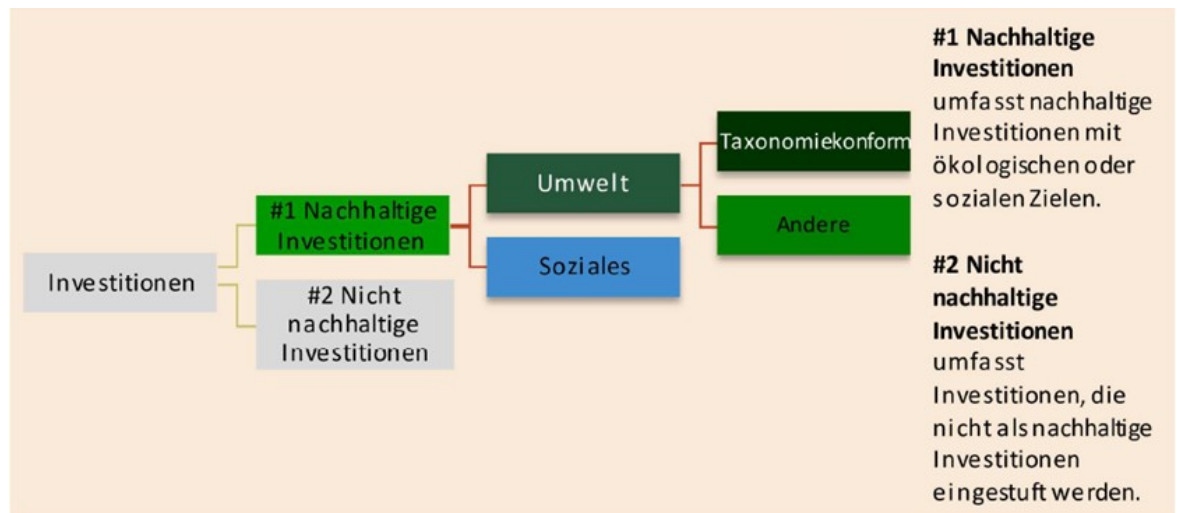 Investitionen
#1 Nachhaltige
Investitionen
#2 Nicht
nachhaltige
Investitionen
Umwelt
Soziales
Taxonomiekonform
Andere
#1 Nachhaltige
Investitionen
umfasst nachhaltige
Investitionen mit
ökologischen oder
sozialen Zielen.
#2 Nicht
nachhaltige
Investitionen
umfasst
Investitionen, die
nicht als nachhaltige
Investitionen
eingestuft werden.